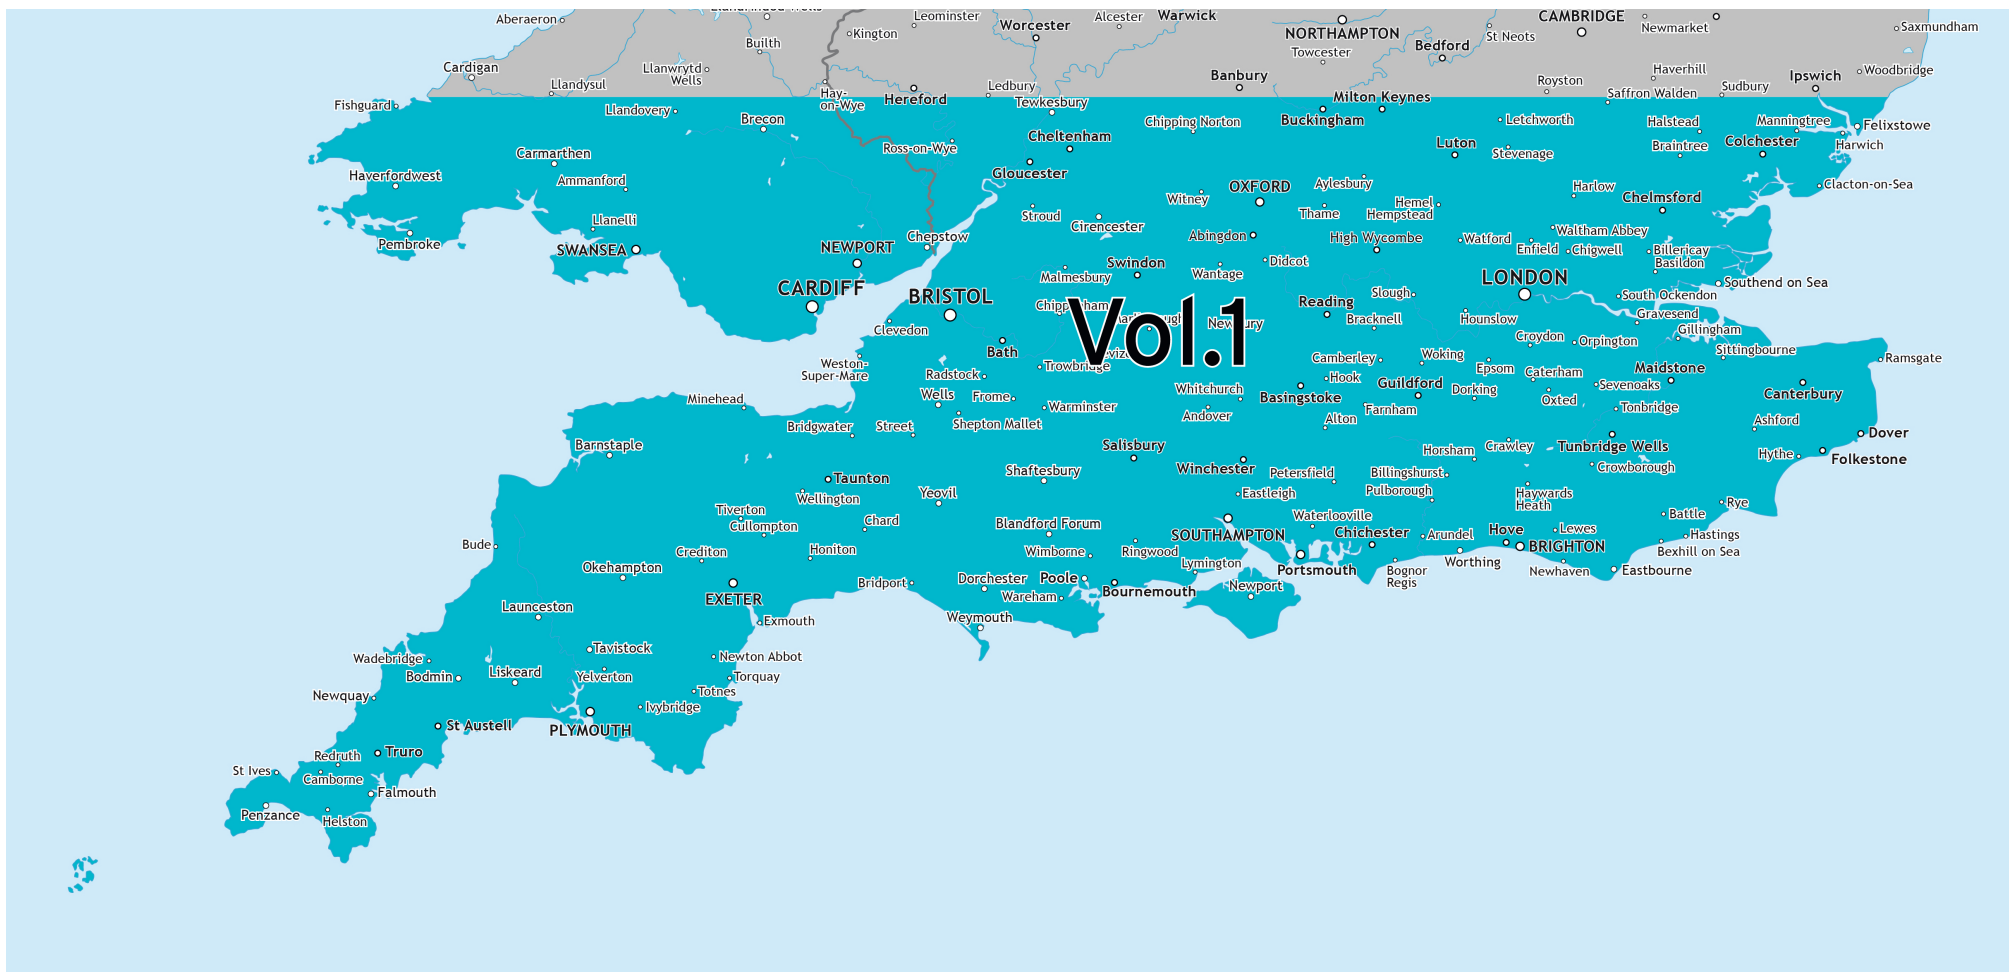 Aberaeron
Leominster
Worcester
Alcester
Warwick
NORTHAMPTON
CAMBRIDGE
Newmarket
Saxmundham
Builth
Kington
Towcester
Bedford
St Neots
Cardigan
Llanwrytd
Wells
Banbury
Royston
Haverhill
Ipswich
Woodbridge
Fishguard
Llandysul
Llandovery
Hay-
on-Wye
Hereford
Ledbury
Tewkesbury
Milton Keynes
Saffron Walden
Sudbury
Brecon
Chipping Norton
Buckingham
Letchworth
Halstead
Manningtree
Felixstowe
Carmarthen
Ross-on-Wye
Cheltenham
Luton
Stevenage
Braintree
Colchester
Harwich
Haverfordwest
Ammanford
Gloucester
OXFORD
Aylesbury
Harlow
Chelmsford
Clacton-on-Sea
Witney
Thame
Hemel
Hempstead
Llanelli
Stroud
Cirencester
Pembroke
SWANSEA
NEWPORT
Chepstow
Abingdon
High Wycombe
Watford
Waltham Abbey
Enfield
Chigwell
Billericay
Basildon
CARDIFF
BRISTOL
Malmesbury
Swindon
Wantage
Didcot
LONDON
Southend on Sea
Slough
South Ockendon
Vol.1
Clevedon
Reading
Bracknell
Hounslow
Gravesend
Gillingham
Croydon
Orpington
Sittingbourne
Bath
Weston-
Super-Mare
Radstock
Trowbridge
Camberley
Woking
Epsom
Caterham
Maidstone
Ramsgate
Hook
Guildford
Dorking
Sevenoaks
Minehead
Wells
Frome
Warminster
Whitchurch
Basingstoke
Oxted
Canterbury
Andover
Farnham
Tonbridge
Bridgwater
Street
Shepton Mallet
Alton
Ashford
Dover
Barnstaple
Salisbury
Horsham
Crawley
Tunbridge Wells
Hythe
Folkestone
Taunton
Shaftesbury
Winchester
Petersfield
Billingshurst
Crowborough
Wellington
Yeovil
Eastleigh
Pulborough
Haywards
Heath
Tiverton
Cullompton
Chard
Blandford Forum
Waterlooville
Rye
Battle
Bude
Crediton
Honiton
Wimborne
Ringwood
SOUTHAMPTON
Chichester
Arundel
Hove
Lewes
Hastings
BRIGHTON
Bexhill on Sea
Okehampton
Bridport
Dorchester
Poole
Lymington
Portsmouth
Bognor
Regis
Worthing
Newhaven
Eastbourne
EXETER
Wareham
Bournemouth
Newport
Launceston
Exmouth
Weymouth
Wadebridge
Tavistock
Newton Abbot
Bodmin
Liskeard
Yelverton
Torquay
Newquay
Totnes
Ivybridge
St Austell
PLYMOUTH
Redruth
Truro
St Ives
Camborne
Falmouth
Penzance
Helston